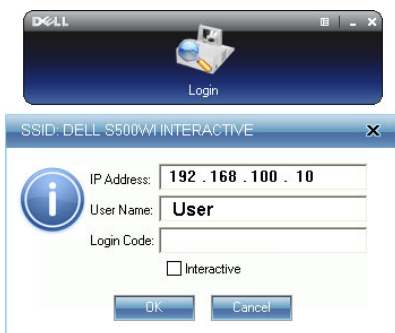 DELL
Login
SSID: DELL S500WI INTERACTIVE
IP Address: 192 . 168 . 100 . 10
User Name: User
Login Code:
Interactive
OK Cancel